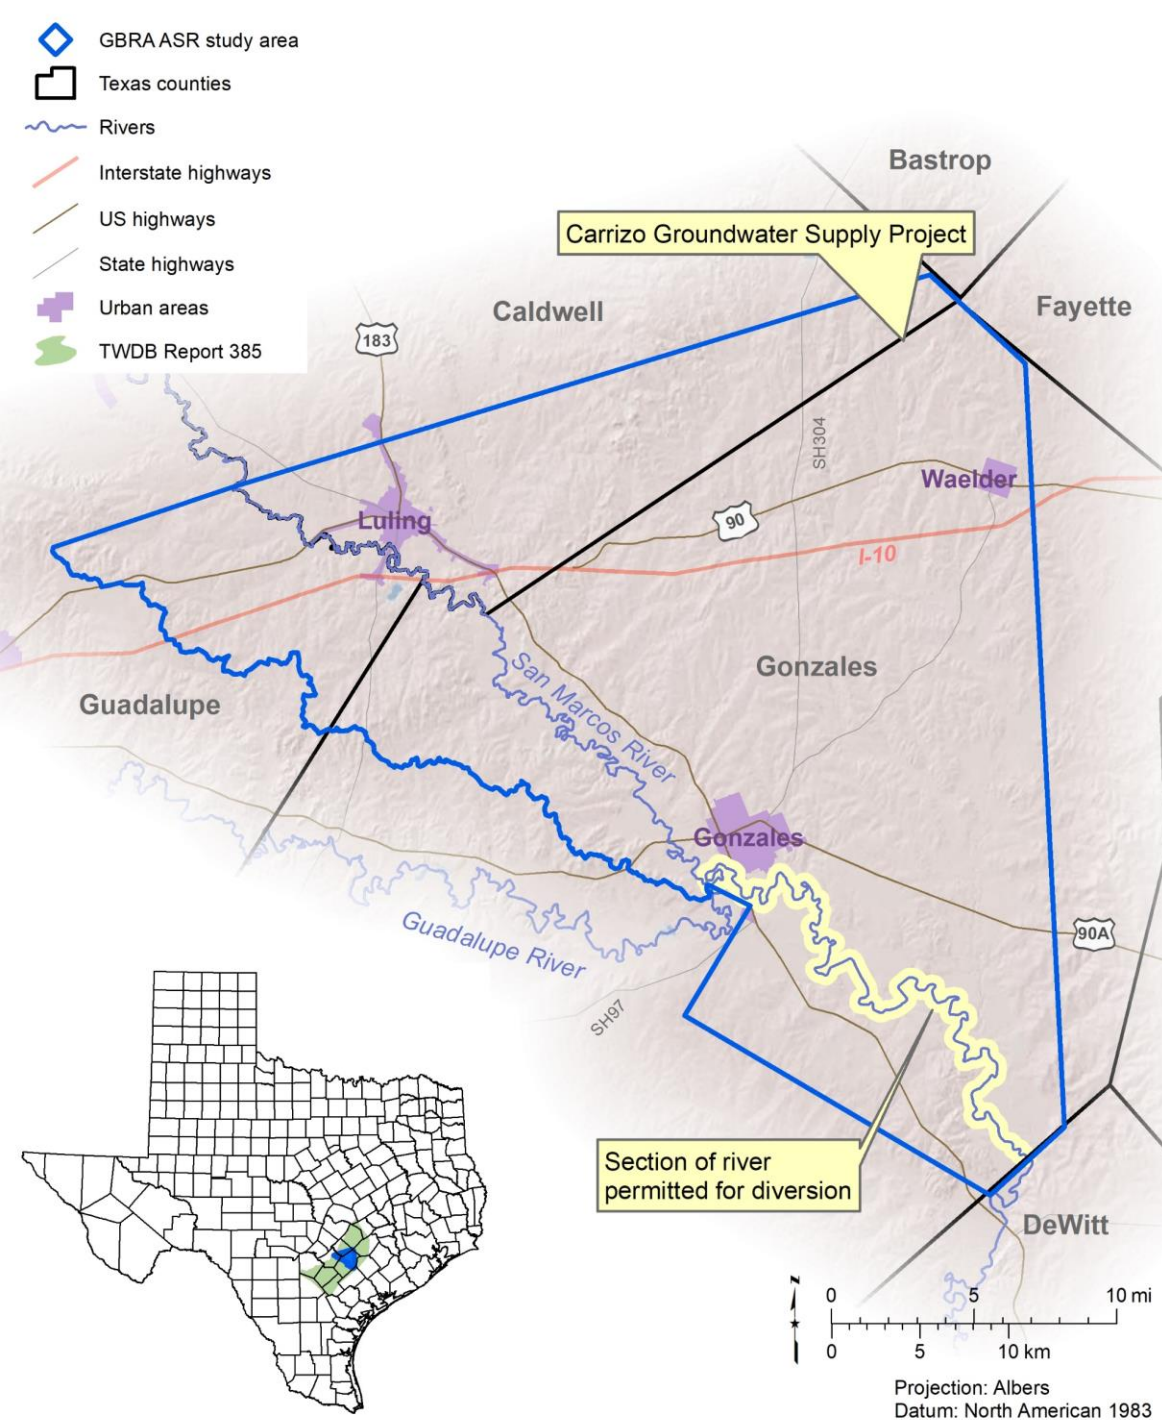 GBRA ASR study area
Texas counties
Rivers
Interstate highways
US highways
State highways
Urban areas
TWDB Report 385
Bastrop
Carrizo Groundwater Supply Project
Caldwell
Fayette
183
SH304
Waelder
Luling
90
I-10
Guadalupe
San Marcos River
Gonzales
Gonzales
Guadalupe River
90A
SH97
Section of river
permitted for diversion
DeWitt
N
0 5 10 mi
0 5 10 km
Projection: Albers
Datum: North American 1983